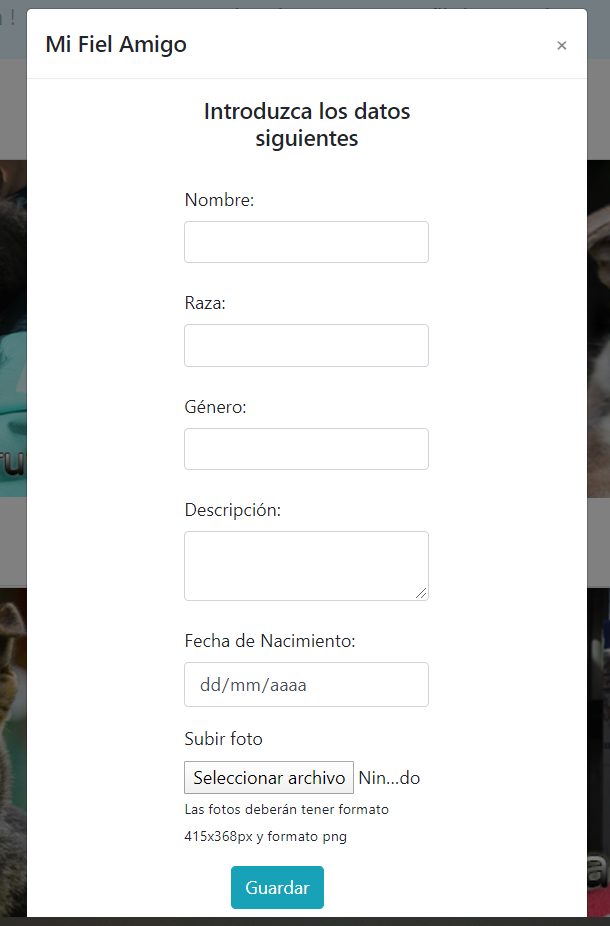 Mi Fiel Amigo ×
Introduzca los datos
siguientes
Nombre:
Raza:
Género:
Descripción:
Fecha de Nacimiento:
dd/mm/aaaa
Subir foto
Seleccionar archivo Nin...do
Las fotos deberán tener formato
415x368px y formato png
Guardar